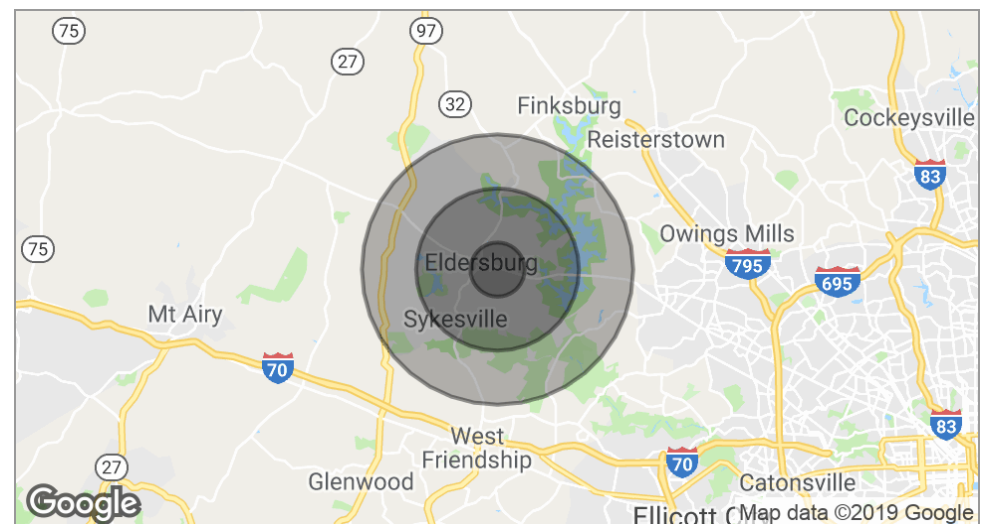 75
97
27
32
Finksburg
Reisterstown
Cockeysville
83
Owings Mills
75
Eldersburg
795
695
Mt Airy
Sykesville
70
83
West
Friendship
27
70
Glenwood
Catonsville
Google
Ellicott C
Map data ©2019 Google